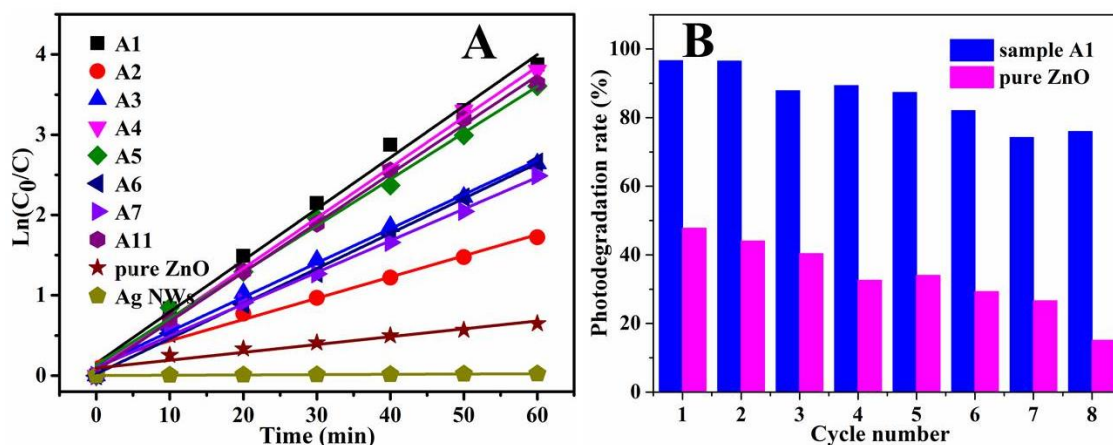 A
A1
A2
A3
A4
A5
A6
A7
A11
pure ZnO
Ag NWs
Ln(C0/C)
4
3
2
1
0
0 10 20 30 40 50 60
Time (min)
B
sample A1
pure ZnO
Photodegradation rate (%)
100
80
60
40
20
0
1 2 3 4 5 6 7 8
Cycle number